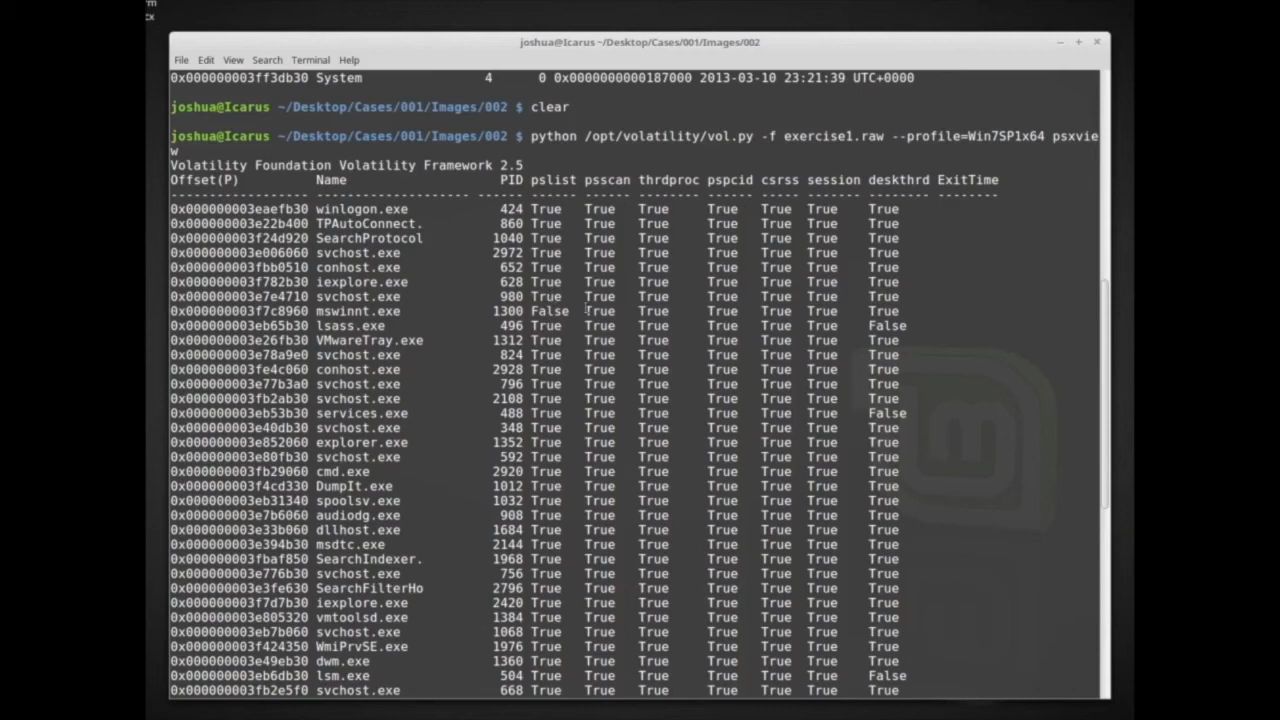 rm
cx
joshua@Icarus ~/Desktop/Cases/001/Images/002
File Edit View Search Terminal Help
0x000000003ff3db30 System 4 0 0x0000000000187000 2013-03-10 23:21:39 UTC+0000
joshua@Icarus ~/Desktop/Cases/001/Images/002 $ clear
joshua@Icarus ~/Desktop/Cases/001/Images/002 $ python /opt/volatility/vol.py -f exercise1.raw --profile=Win7SP1x64 psxvie
w
Volatility Foundation Volatility Framework 2.5
Offset(P) Name PID pslist psscan thrdproc pspcid csrss session deskthrd ExitTime
------------------ -------------------- ------ ------ ------ -------- ------ ----- ------- -------- --------
0x000000003eaefb30 winlogon.exe 424 True True True True True True True
0x000000003e22b400 TPAutoConnect. 860 True True True True True True True
0x000000003f24d920 SearchProtocol 1040 True True True True True True True
0x000000003e006060 svchost.exe 2972 True True True True True True True
0x000000003fbb0510 conhost.exe 652 True True True True True True True
0x000000003f782b30 iexplore.exe 628 True True True True True True True
0x000000003e7e4710 svchost.exe 980 True True True True True True True
0x000000003f7c8960 mswinnt.exe 1300 False True True True True True True
0x000000003eb65b30 lsass.exe 496 True True True True True True False
0x000000003e26fb30 VMwareTray.exe 1312 True True True True True True True
0x000000003e78a9e0 svchost.exe 824 True True True True True True True
0x000000003fe4c060 conhost.exe 2928 True True True True True True True
0x000000003e77b3a0 svchost.exe 796 True True True True True True True
0x000000003fb2ab30 svchost.exe 2108 True True True True True True True
0x000000003eb53b30 services.exe 488 True True True True True True False
0x000000003e40db30 svchost.exe 348 True True True True True True True
0x000000003e852060 explorer.exe 1352 True True True True True True True
0x000000003e80fb30 svchost.exe 592 True True True True True True True
0x000000003fb29060 cmd.exe 2920 True True True True True True True
0x000000003f4cd330 DumpIt.exe 1012 True True True True True True True
0x000000003eb31340 spoolsv.exe 1032 True True True True True True True
0x000000003e7b6060 audiodg.exe 908 True True True True True True True
0x000000003e33b060 dllhost.exe 1684 True True True True True True True
0x000000003e394b30 msdtc.exe 2144 True True True True True True True
0x000000003fbaf850 SearchIndexer. 1968 True True True True True True True
0x000000003e776b30 svchost.exe 756 True True True True True True True
0x000000003e3fe630 SearchFilterHo 2796 True True True True True True True
0x000000003f7d7b30 iexplore.exe 2420 True True True True True True True
0x000000003e805320 vmtoolsd.exe 1384 True True True True True True True
0x000000003eb7b060 svchost.exe 1068 True True True True True True True
0x000000003f424350 WmiPrvSE.exe 1976 True True True True True True True
0x000000003e49eb30 dwm.exe 1360 True True True True True True True
0x000000003eb6db30 lsm.exe 504 True True True True True True False
0x000000003fb2e5f0 svchost.exe 668 True True True True True True True